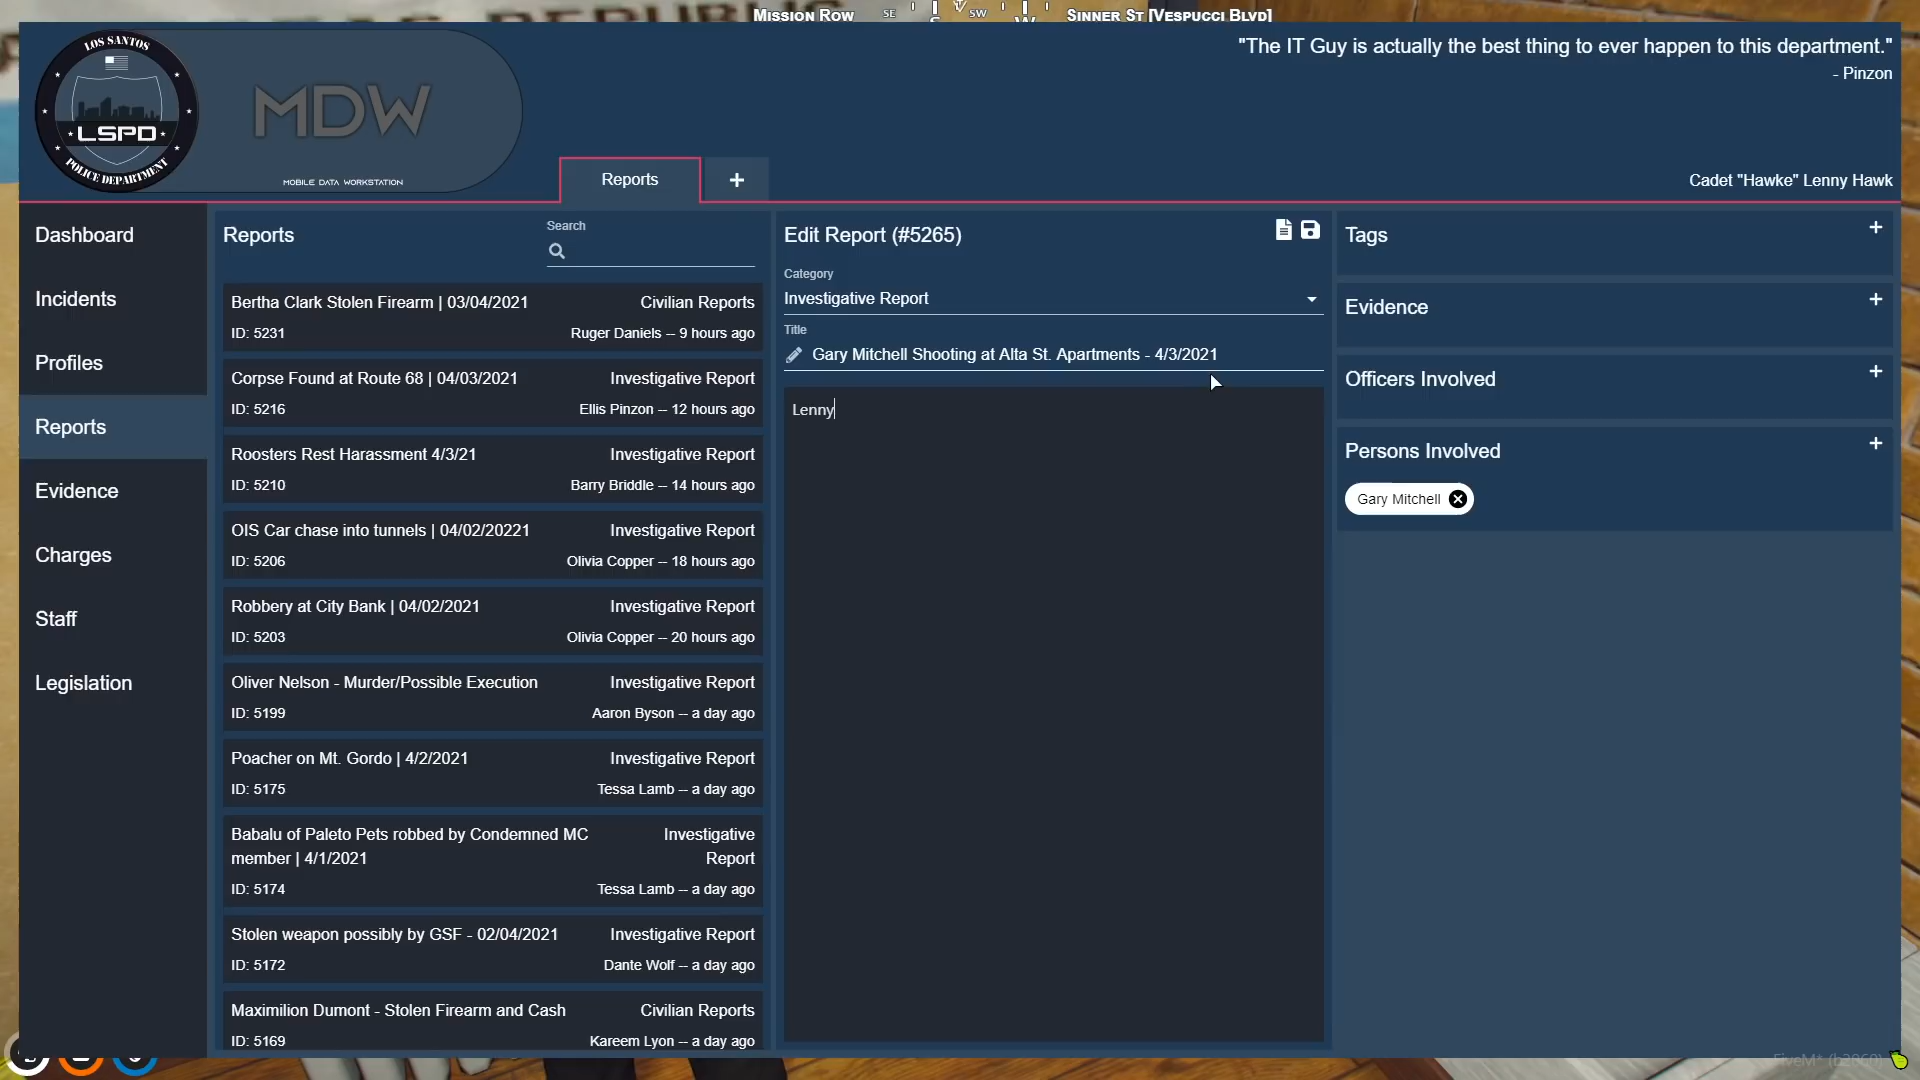 Mission Row SE S SW W Sinner St [Vespucci Blvd]
LOS SANTOS
LSPD
POLICE DEPARTMENT
MDW
MOBILE DATA WORKSTATION
"The IT Guy is actually the best thing to ever happen to this department."
- Pinzon
Reports +
Cadet "Hawke" Lenny Hawk
Dashboard
Incidents
Profiles
Reports
Evidence
Charges
Staff
Legislation
Reports
Search
Bertha Clark Stolen Firearm | 03/04/2021 Civilian Reports
ID: 5231 Ruger Daniels -- 9 hours ago
Corpse Found at Route 68 | 04/03/2021 Investigative Report
ID: 5216 Ellis Pinzon -- 12 hours ago
Roosters Rest Harassment 4/3/21 Investigative Report
ID: 5210 Barry Briddle -- 14 hours ago
OIS Car chase into tunnels | 04/02/20221 Investigative Report
ID: 5206 Olivia Copper -- 18 hours ago
Robbery at City Bank | 04/02/2021 Investigative Report
ID: 5203 Olivia Copper -- 20 hours ago
Oliver Nelson - Murder/Possible Execution Investigative Report
ID: 5199 Aaron Byson -- a day ago
Poacher on Mt. Gordo | 4/2/2021 Investigative Report
ID: 5175 Tessa Lamb -- a day ago
Babalu of Paleto Pets robbed by Condemned MC Investigative
member | 4/1/2021 Report
ID: 5174 Tessa Lamb -- a day ago
Stolen weapon possibly by GSF - 02/04/2021 Investigative Report
ID: 5172 Dante Wolf -- a day ago
Maximilion Dumont - Stolen Firearm and Cash Civilian Reports
ID: 5169 Kareem Lyon -- a day ago
Edit Report (#5265)
Category
Investigative Report
Title
Gary Mitchell Shooting at Alta St. Apartments - 4/3/2021
Lenny
Tags +
Evidence +
Officers Involved +
Persons Involved +
Gary Mitchell